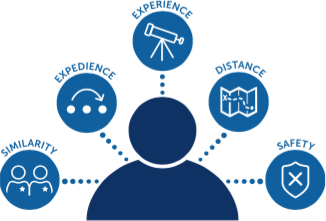 EXPERIENCE
EXPEDIENCE
DISTANCE
SIMILARITY
SAFETY